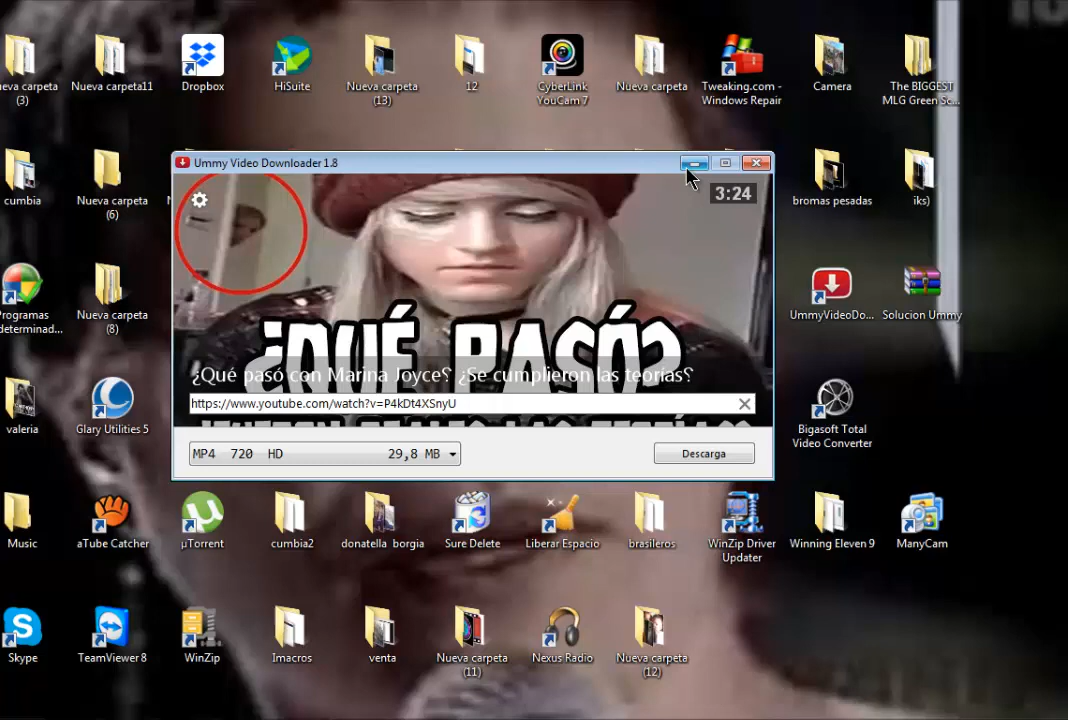 ueva carpeta
(3)
Nueva carpeta11
Dropbox
HiSuite
Nueva carpeta
(13)
12
CyberLink
YouCam 7
Nueva carpeta
Tweaking.com -
Windows Repair
Camera
The BIGGEST
MLG Green Sc...
Ummy Video Downloader 1.8
3:24
cumbia
Nueva carpeta
(6)
bromas pesadas
iks)
Programas
determinad...
Nueva carpeta
(8)
UmmyVideoDo...
Solucion Ummy
¿QUÉ PASÓ?
¿Qué pasó con Marina Joyce? ¿Se cumplieron las teorías?
https://www.youtube.com/watch?v=P4kDt4XSnyU
MP4 720 HD 29,8 MB
Descarga
valeria
Glary Utilities 5
Bigasoft Total
Video Converter
Music
aTube Catcher
µTorrent
cumbia2
donatella borgia
Sure Delete
Liberar Espacio
brasileros
WinZip Driver
Updater
Winning Eleven 9
ManyCam
Skype
TeamViewer 8
WinZip
Imacros
venta
Nueva carpeta
(11)
Nexus Radio
Nueva carpeta
(12)